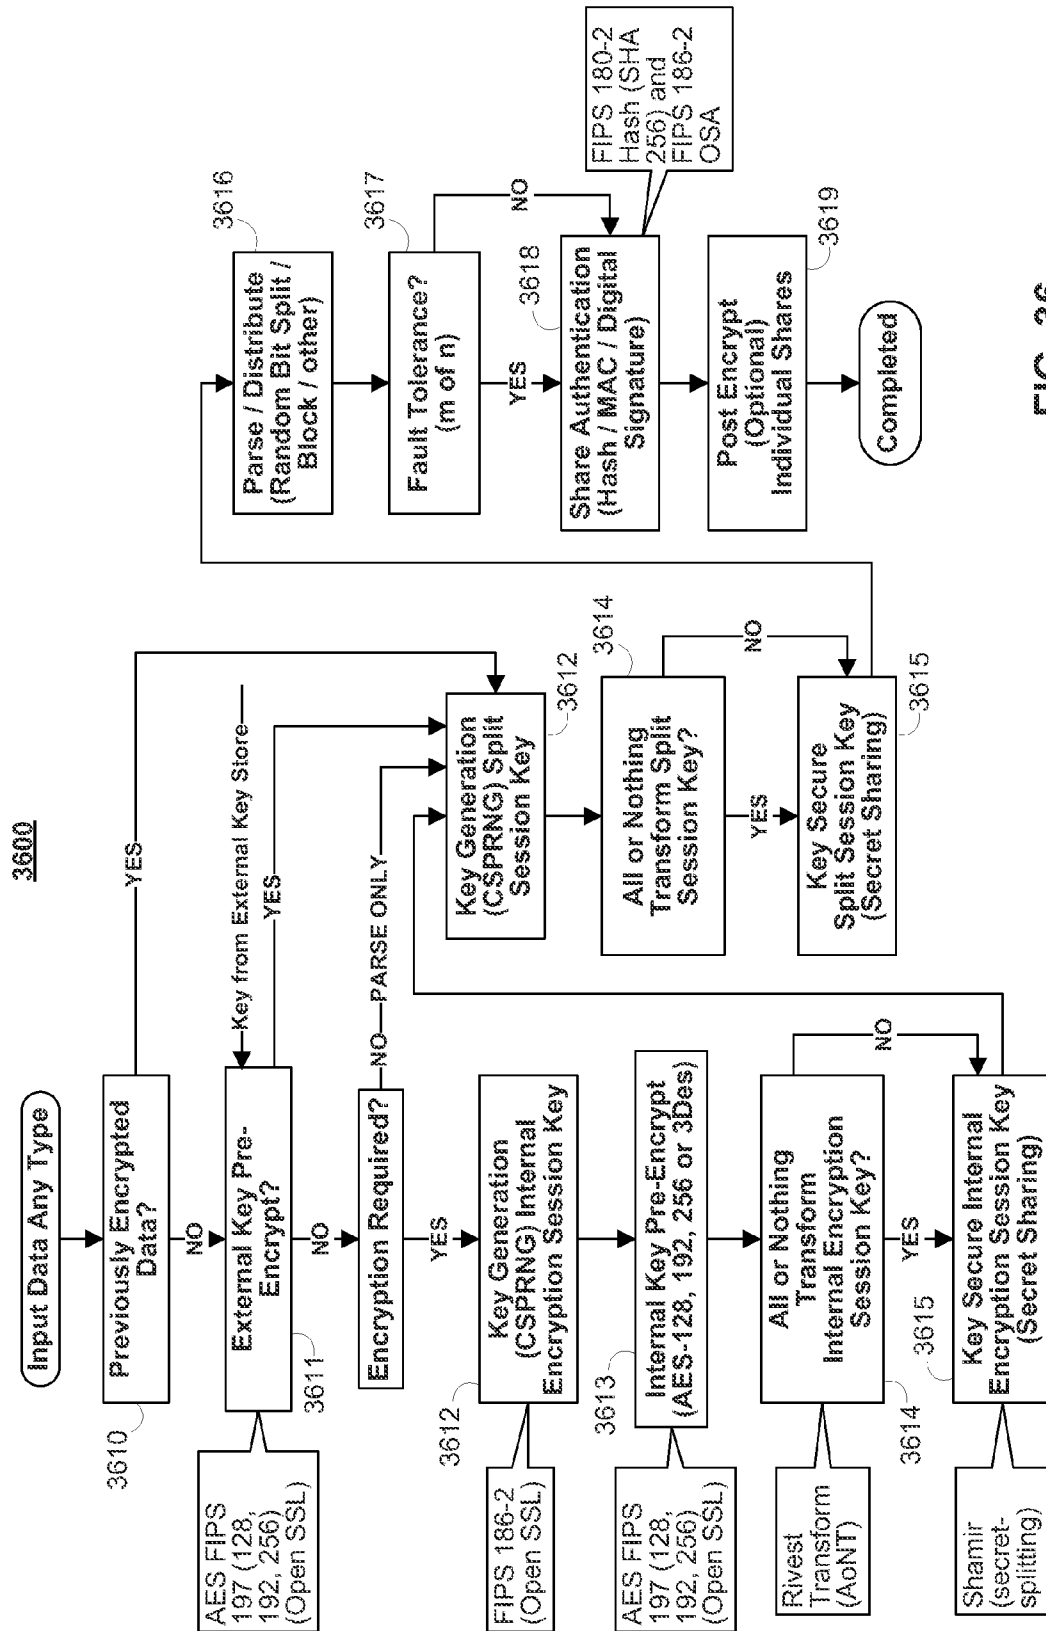 3600
Input Data Any Type
Previously Encrypted
Data?
3610
YES
NO
Key from External Key Store
External Key Pre-
Encrypt?
3611
AES FIPS
197 (128,
192, 256)
(Open SSL)
YES
NO
Encryption Required?
NO PARSE ONLY
YES
Key Generation
(CSPRNG) Internal
Encryption Session Key
3612
FIPS 186-2
(Open SSL)
Internal Key Pre-Encrypt
(AES-128, 192, 256 or 3Des)
3613
AES FIPS
197 (128,
192, 256)
(Open SSL)
All or Nothing
Transform
Internal Encryption
Session Key?
3614
Rivest
Transform
(AoNT)
NO
YES
Key Secure Internal
Encryption Session Key
(Secret Sharing)
3615
Shamir
(secret-
splitting)
Key Generation
(CSPRNG) Split
Session Key
3612
All or Nothing
Transform Split
Session Key?
3614
NO
YES
Key Secure
Split Session Key
(Secret Sharing)
3615
Parse / Distribute
(Random Bit Split /
Block / other)
3616
Fault Tolerance?
(m of n)
3617
NO
YES
Share Authentication
(Hash / MAC / Digital
Signature)
3618
FIPS 180-2
Hash (SHA
256) and
FIPS 186-2
OSA
Post Encrypt
(Optional)
Individual Shares
3619
Completed